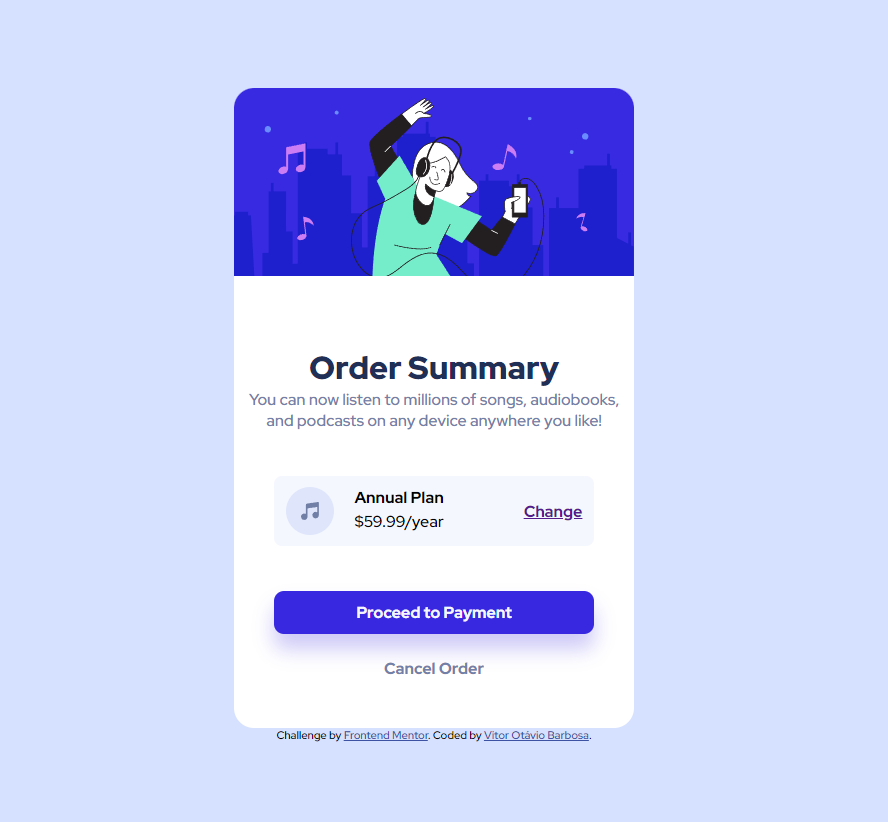 Order Summary
You can now listen to millions of songs, audiobooks,
and podcasts on any device anywhere you like!
Annual Plan
$59.99/year
Change
Proceed to Payment
Cancel Order
Challenge by Frontend Mentor. Coded by Vitor Otávio Barbosa.